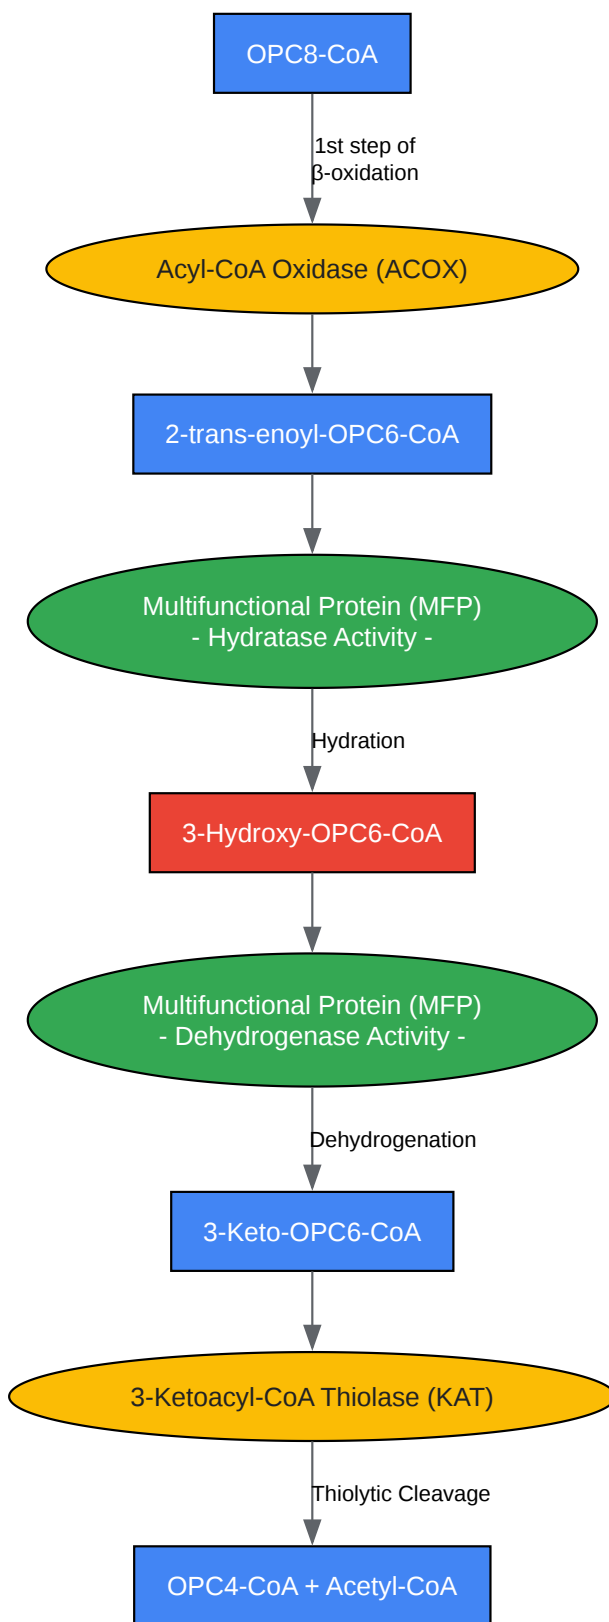 OPC8-CoA
1st step of
β-oxidation
Acyl-CoA Oxidase (ACOX)
2-trans-enoyl-OPC6-CoA
Multifunctional Protein (MFP)
- Hydratase Activity -
Hydration
3-Hydroxy-OPC6-CoA
Multifunctional Protein (MFP)
- Dehydrogenase Activity -
Dehydrogenation
3-Keto-OPC6-CoA
3-Ketoacyl-CoA Thiolase (KAT)
Thiolytic Cleavage
OPC4-CoA + Acetyl-CoA